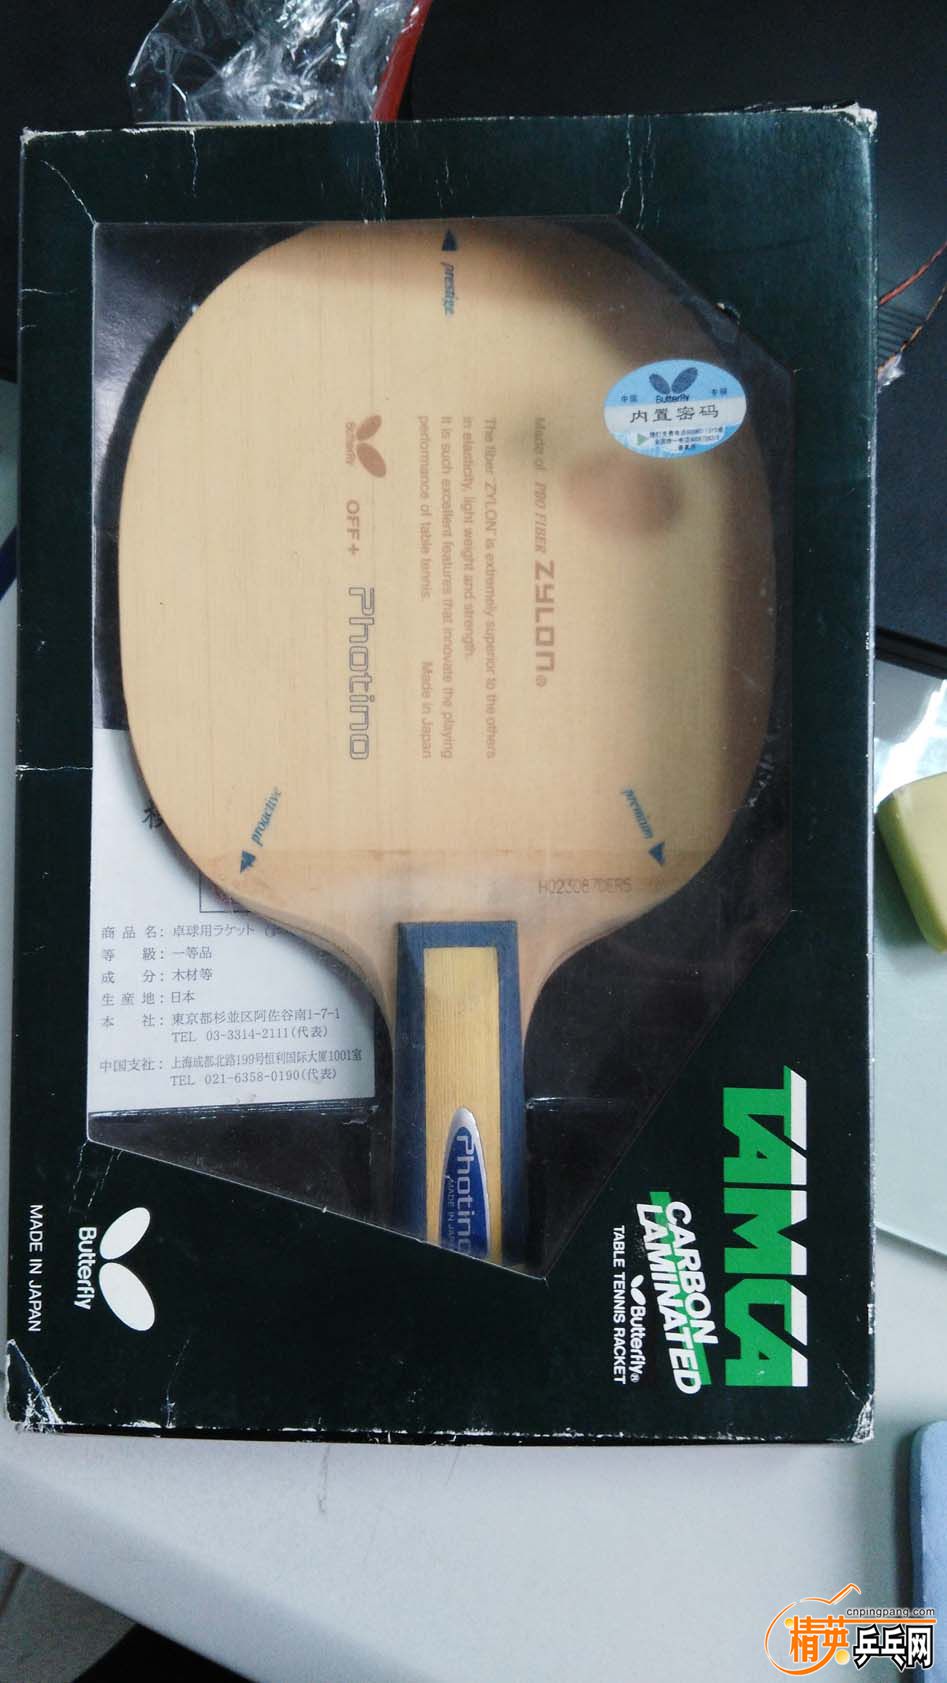 prestige
中国 Butterfly 专销
内置密码
Made of PBO FIBER ZYLON®
The fiber "ZYLON" is extremely superior to the others
in elasticity, light weight and strength.
It is such excellent features that innovate the playing
performance of table tennis. Made in Japan
Butterfly OFF+ Photino
proactive
premium
商品名：卓球用ラケット
等級：一等品
成分：木材等
生産地：日本
本社：東京都杉並区阿佐谷南1-7-1
TEL 03-3314-2111(代表)
中国支社：上海成都北路199号恒利国际大厦1001室
TEL 021-6358-0190(代表)
Photino
MADE IN JAPAN
TAMCA
CARBON
LAMINATED
Butterfly®
TABLE TENNIS RACKET
Butterfly
MADE IN JAPAN
cnpingpang.com
精英乒乓网